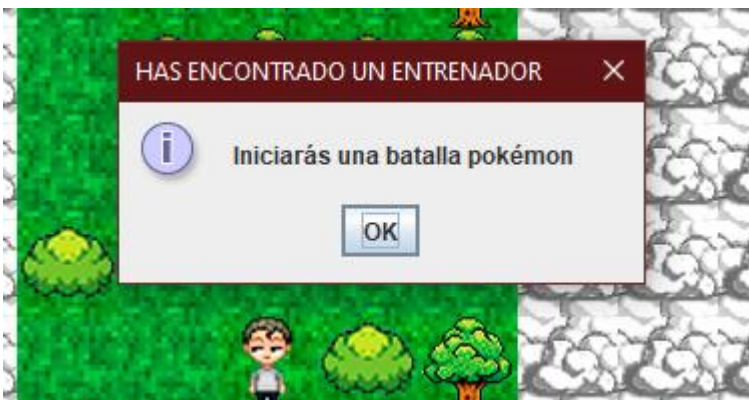 HAS ENCONTRADO UN ENTRENADOR
Iniciarás una batalla pokémon
OK